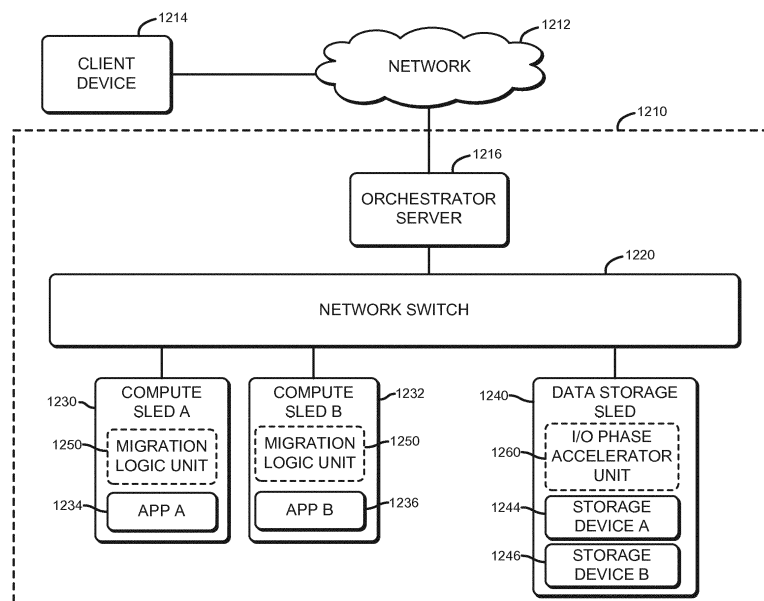 1214
CLIENT
DEVICE
1212
NETWORK
1210
1216
ORCHESTRATOR
SERVER
1220
NETWORK SWITCH
1230
COMPUTE
SLED A
1250
MIGRATION
LOGIC UNIT
1234
APP A
COMPUTE
SLED B
1232
MIGRATION
LOGIC UNIT
1250
APP B
1236
1240
DATA STORAGE
SLED
1260
I/O PHASE
ACCELERATOR
UNIT
1244
STORAGE
DEVICE A
1246
STORAGE
DEVICE B